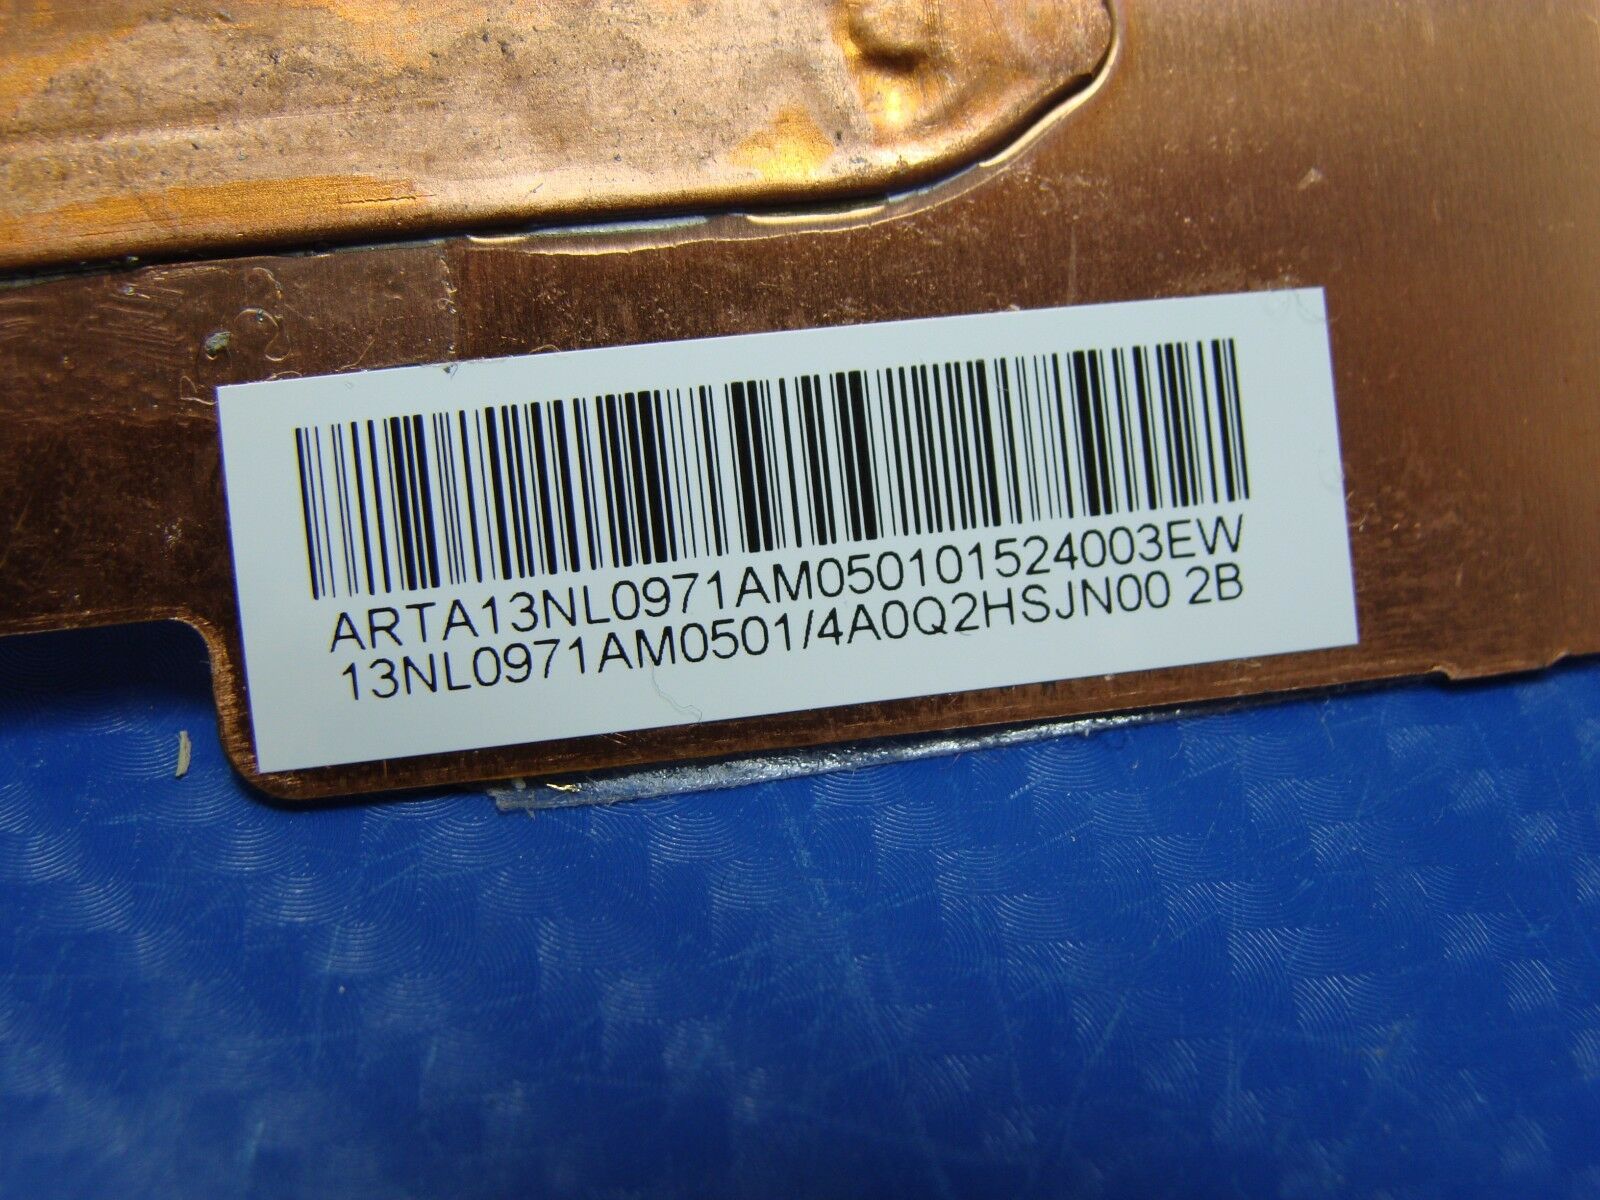 ARTA13NL0971AM050101524003EW
13NL0971AM0501/4A0Q2HSJN00 2B